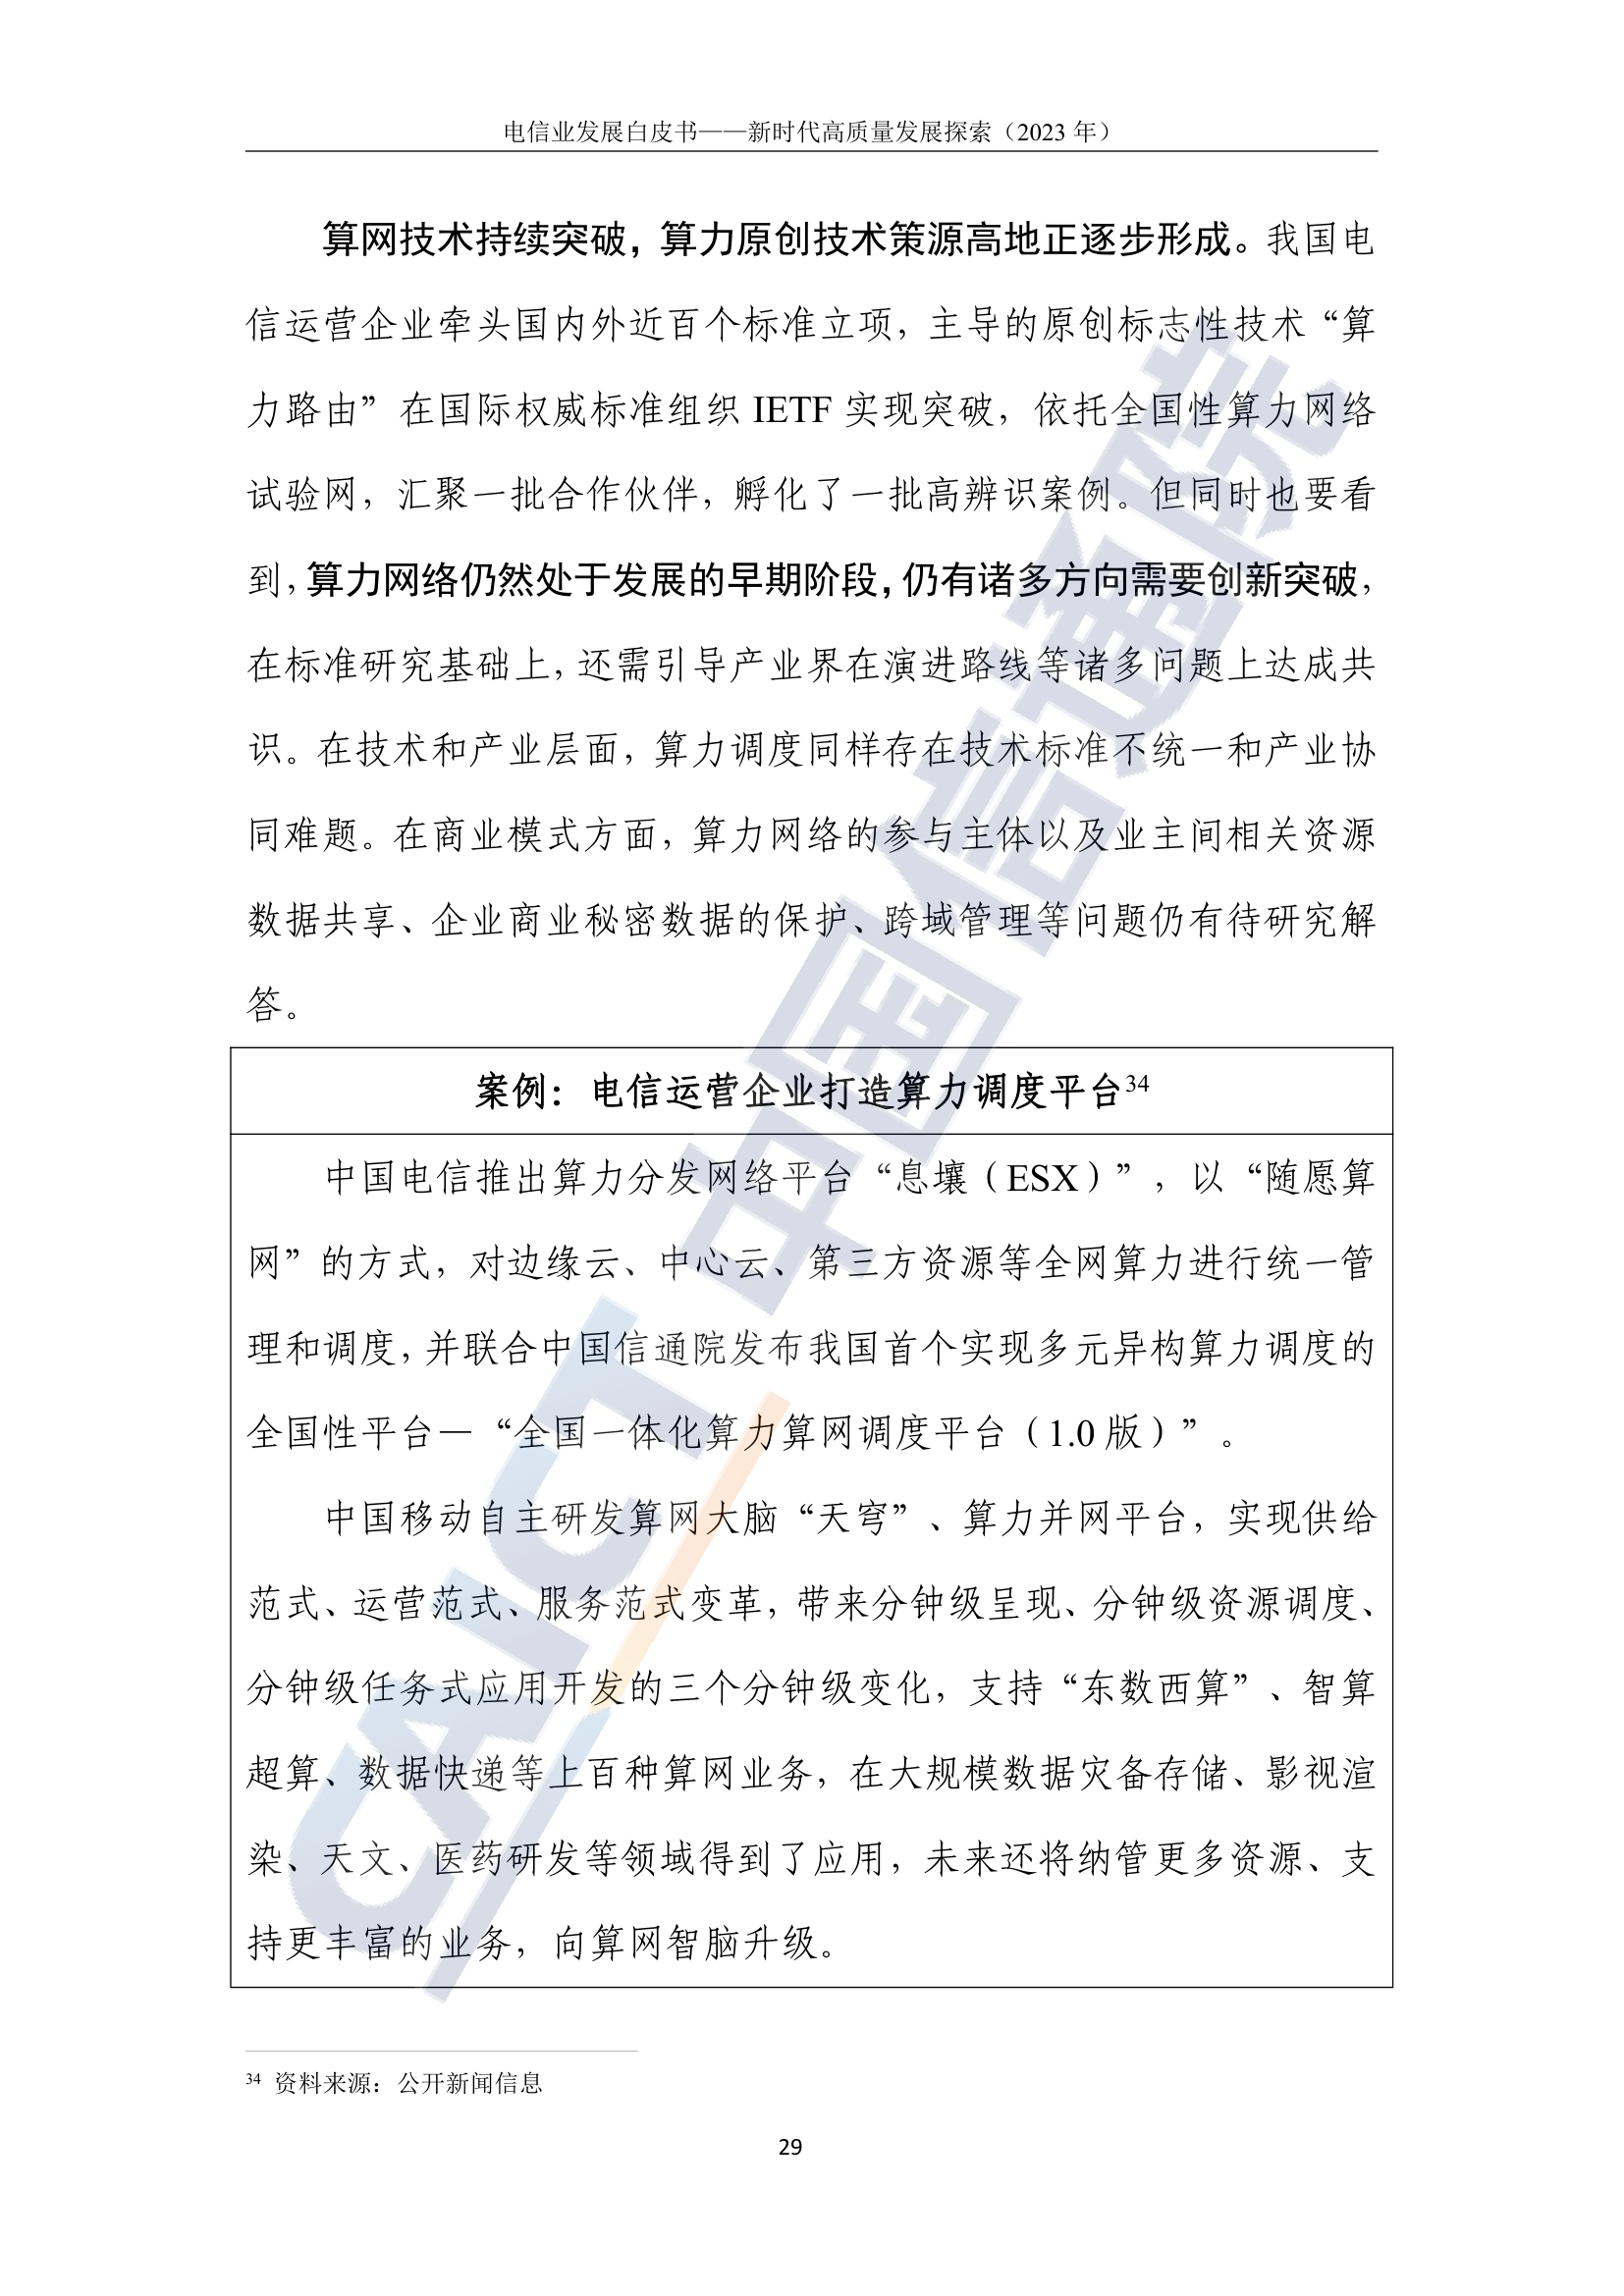 电信业发展白皮书——新时代高质量发展探索（2023 年）
算网技术持续突破，算力原创技术策源高地正逐步形成。我国电
信运营企业牵头国内外近百个标准立项，主导的原创标志性技术“算
力路由”在国际权威标准组织 IETF 实现突破，依托全国性算力网络
试验网，汇聚一批合作伙伴，孵化了一批高辨识案例。但同时也要看
到，算力网络仍然处于发展的早期阶段，仍有诸多方向需要创新突破，
在标准研究基础上，还需引导产业界在演进路线等诸多问题上达成共
识。在技术和产业层面，算力调度同样存在技术标准不统一和产业协
同难题。在商业模式方面，算力网络的参与主体以及业主间相关资源
数据共享、企业商业秘密数据的保护、跨域管理等问题仍有待研究解
答。
案例：电信运营企业打造算力调度平台34
中国电信推出算力分发网络平台“息壤（ESX）”，以“随愿算
网”的方式，对边缘云、中心云、第三方资源等全网算力进行统一管
理和调度，并联合中国信通院发布我国首个实现多元异构算力调度的
全国性平台—“全国一体化算力算网调度平台（1.0 版）”。
中国移动自主研发算网大脑“天穹”、算力并网平台，实现供给
范式、运营范式、服务范式变革，带来分钟级呈现、分钟级资源调度、
分钟级任务式应用开发的三个分钟级变化，支持“东数西算”、智算
超算、数据快递等上百种算网业务，在大规模数据灾备存储、影视渲
染、天文、医药研发等领域得到了应用，未来还将纳管更多资源、支
持更丰富的业务，向算网智脑升级。
34 资料来源：公开新闻信息
29
CAICT 中国信通院